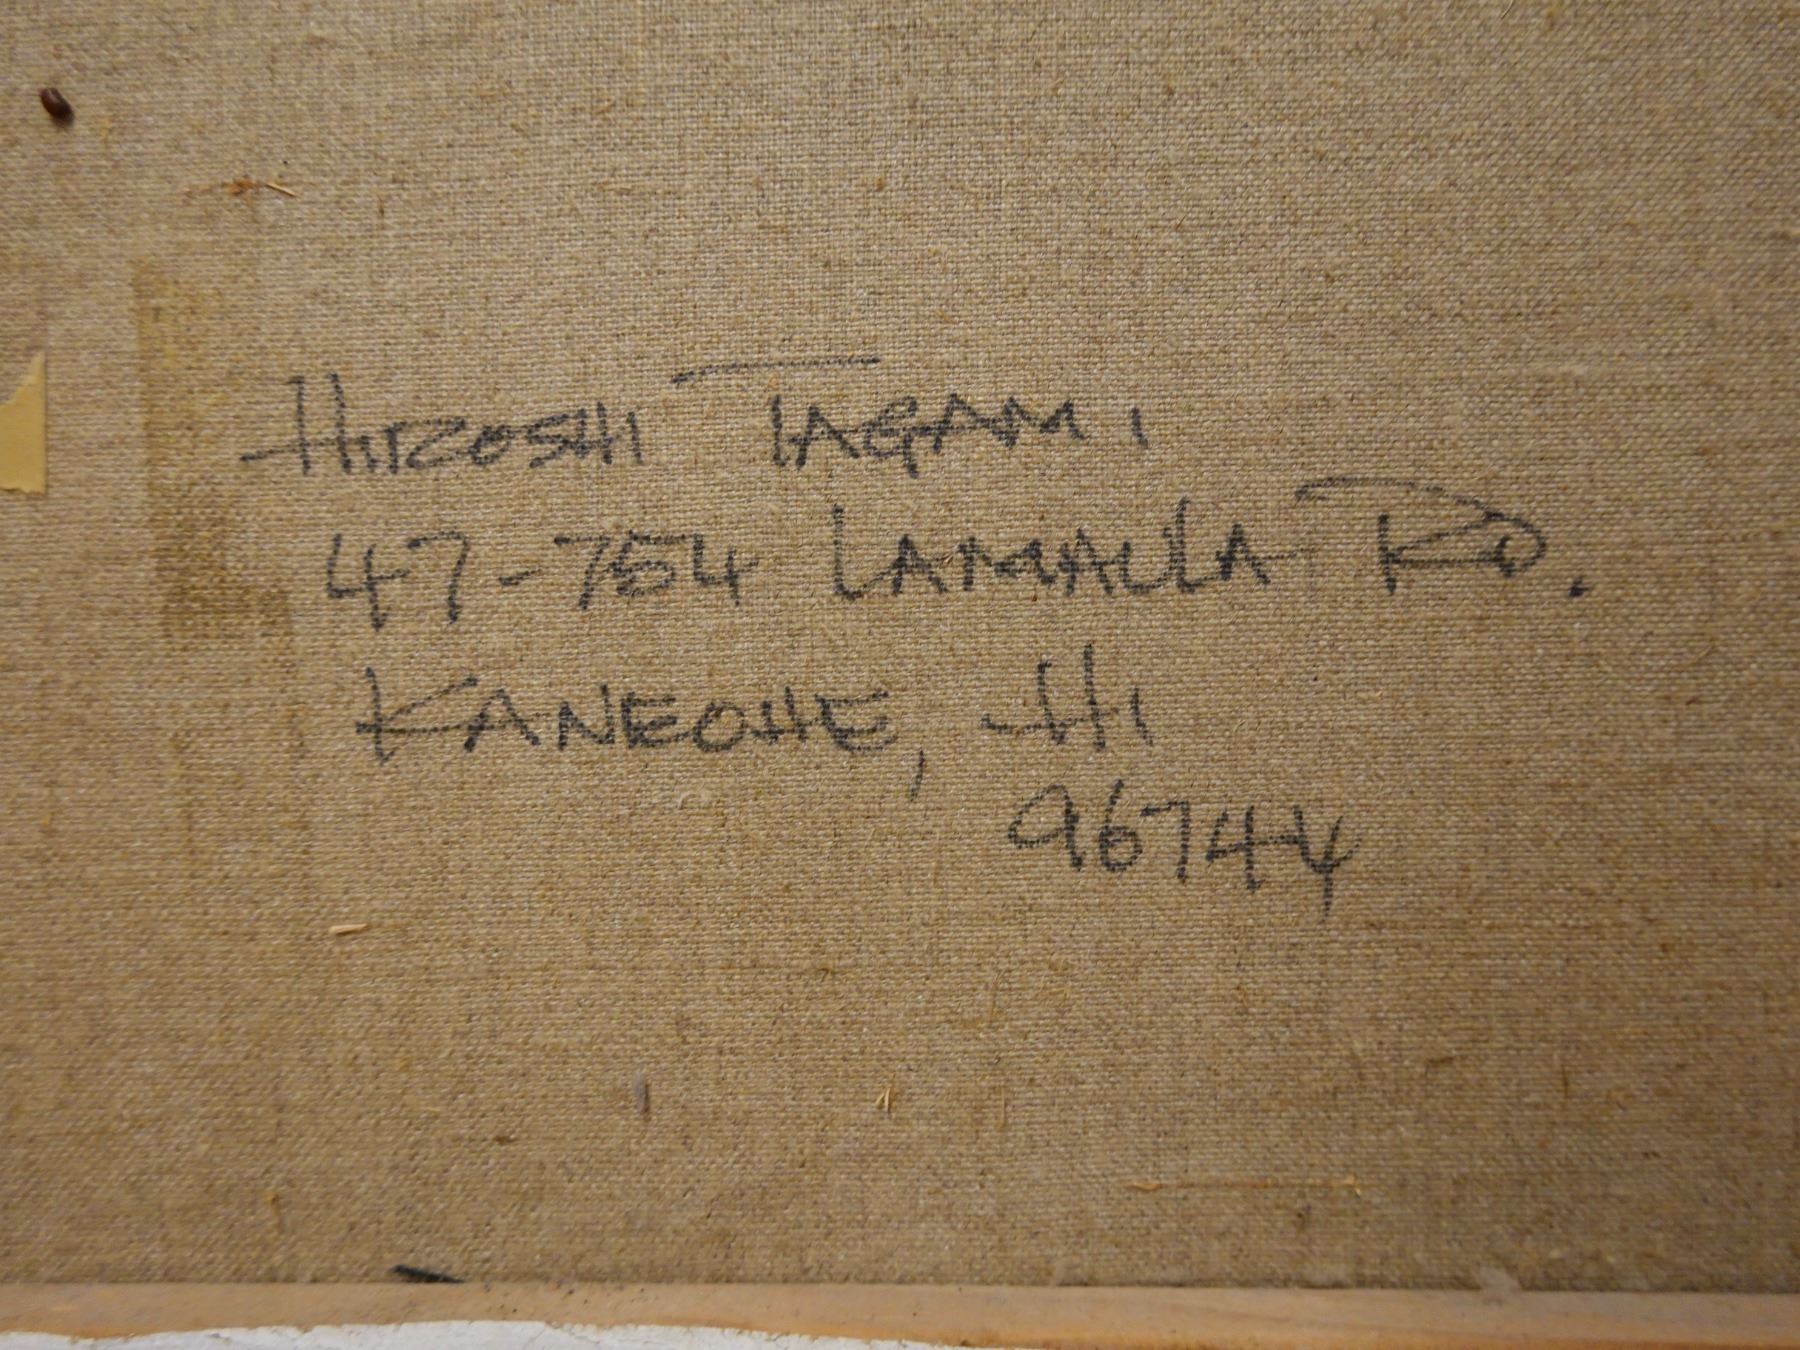 HIROSHI TAGAMI
47-754 LAMAULA RD.
KANEOHE, HI
96744